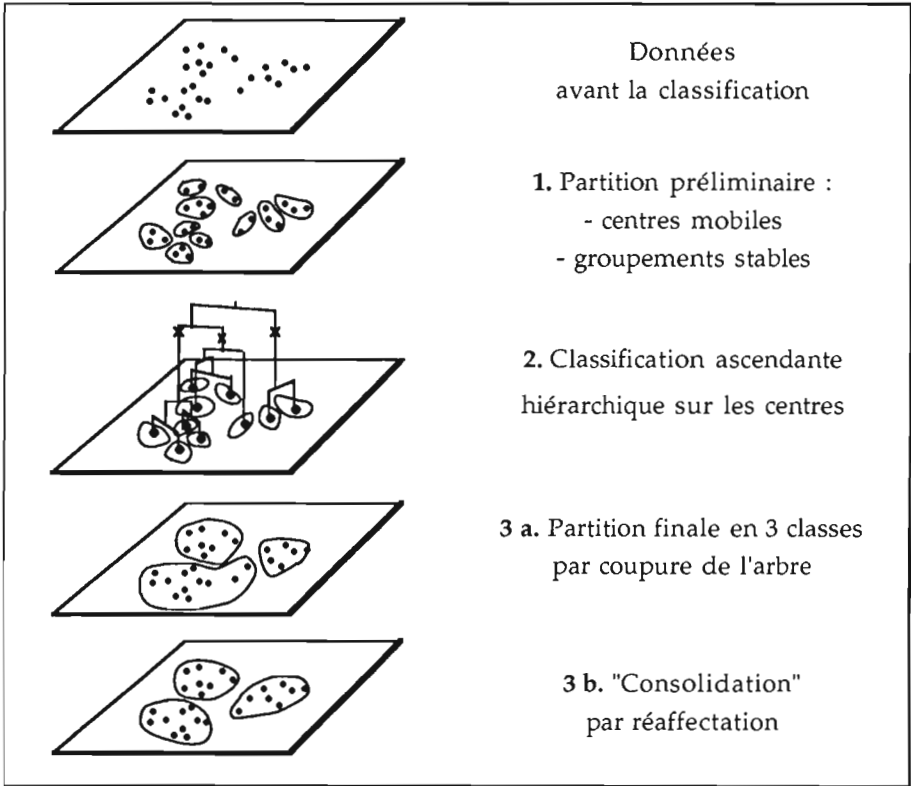 Données
avant la classification
1. Partition préliminaire :
- centres mobiles
- groupements stables
2. Classification ascendante
hiérarchique sur les centres
3 a. Partition finale en 3 classes
par coupure de l'arbre
3 b. "Consolidation"
par réaffectation